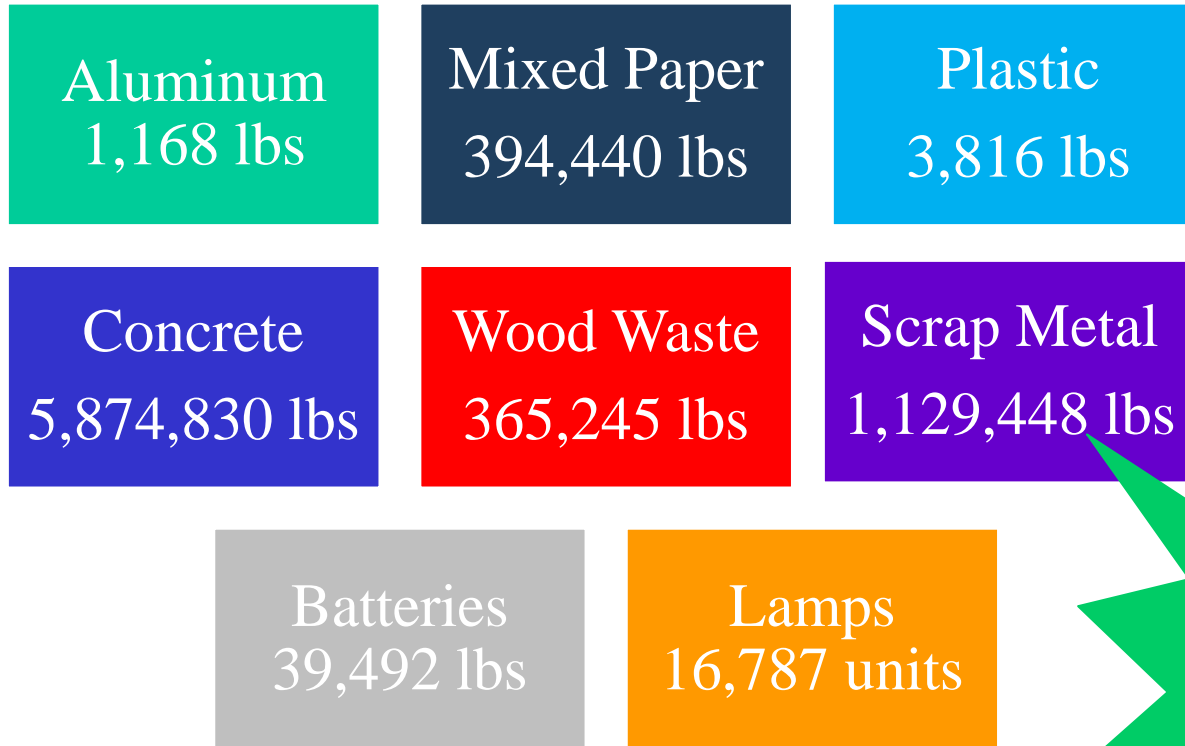 Aluminum
1,168 lbs
Mixed Paper
394,440 lbs
Plastic
3,816 lbs
Concrete
5,874,830 lbs
Wood Waste
365,245 lbs
Scrap Metal
1,129,448 lbs
Batteries
39,492 lbs
Lamps
16,787 units